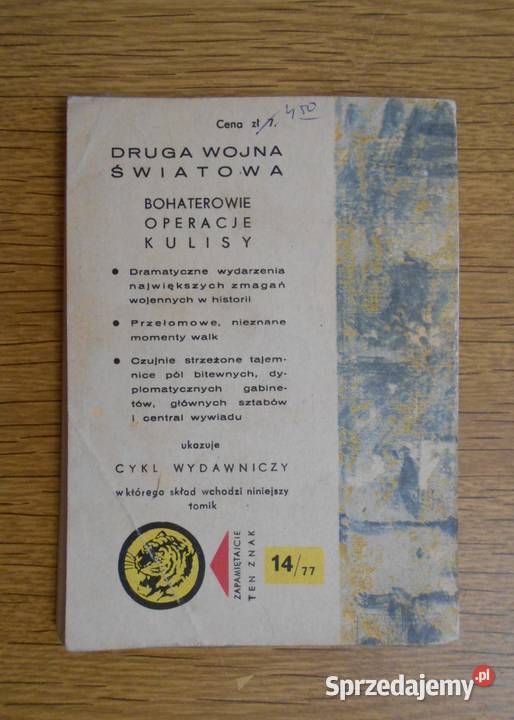 Cena zł 7. 4 50
DRUGA WOJNA
ŚWIATOWA
BOHATEROWIE
OPERACJE
KULISY
● Dramatyczne wydarzenia
największych zmagań
wojennych w historii
● Przełomowe, nieznane
momenty walk
● Czujnie strzeżone tajem-
nice pól bitewnych, dy-
plomatycznych gabine-
tów, głównych sztabów
i central wywiadu
ukazuje
CYKL WYDAWNICZY
w którego skład wchodzi niniejszy
tomik
ZAPAMIĘTAJCIE
TEN ZNAK
14/77
Sprzedajemy.pl